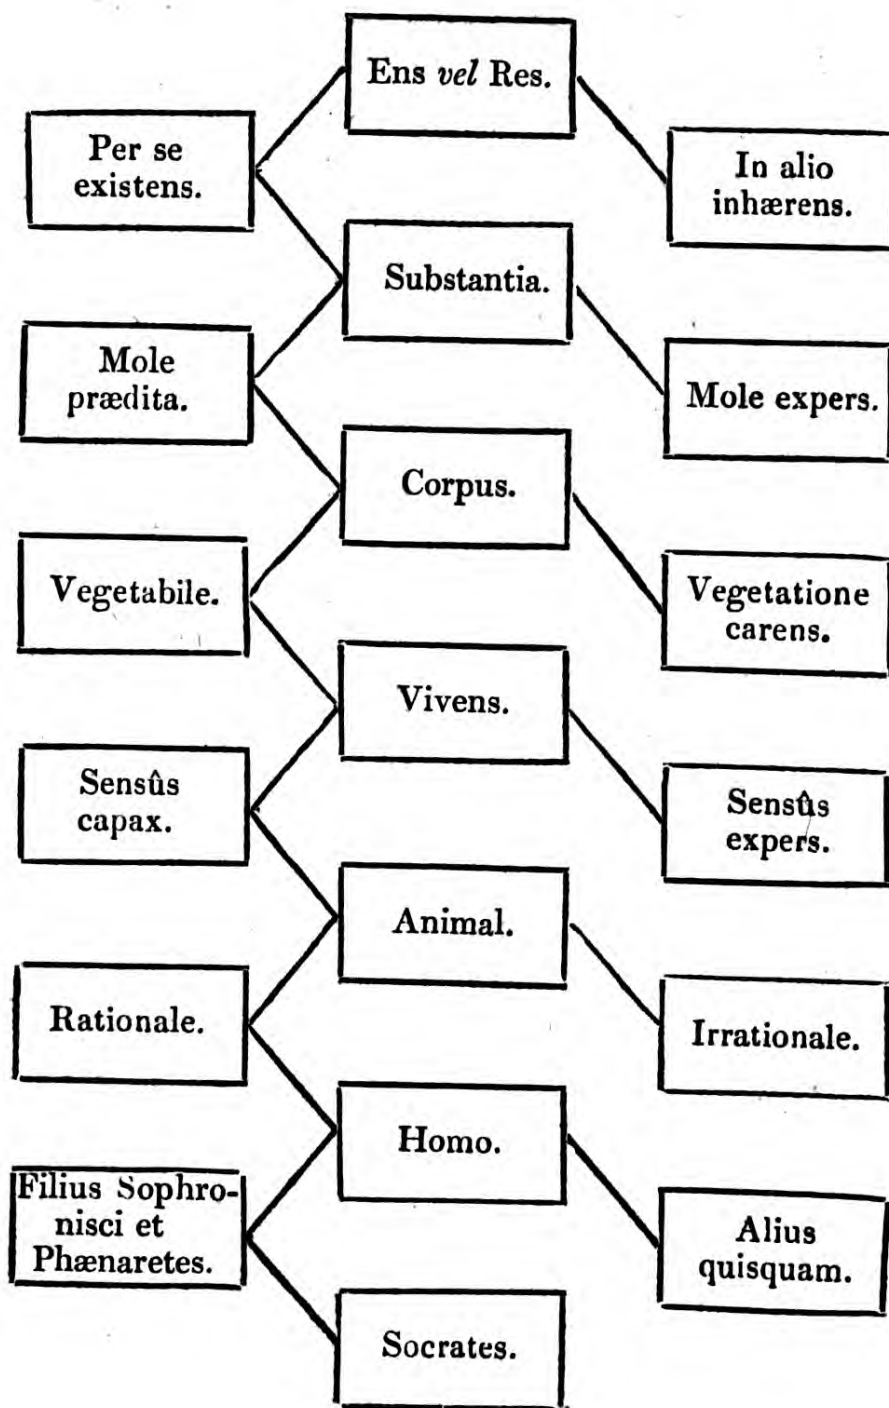 Ens vel Res.
Per se
existens.
In alio
inhærens.
Substantia.
Mole
prædita.
Mole expers.
Corpus.
Vegetabile.
Vegetatione
carens.
Vivens.
Sensûs
capax.
Sensûs
expers.
Animal.
Rationale.
Irrationale.
Homo.
Filius Sophro-
nisci et
Phænaretes.
Alius
quisquam.
Socrates.